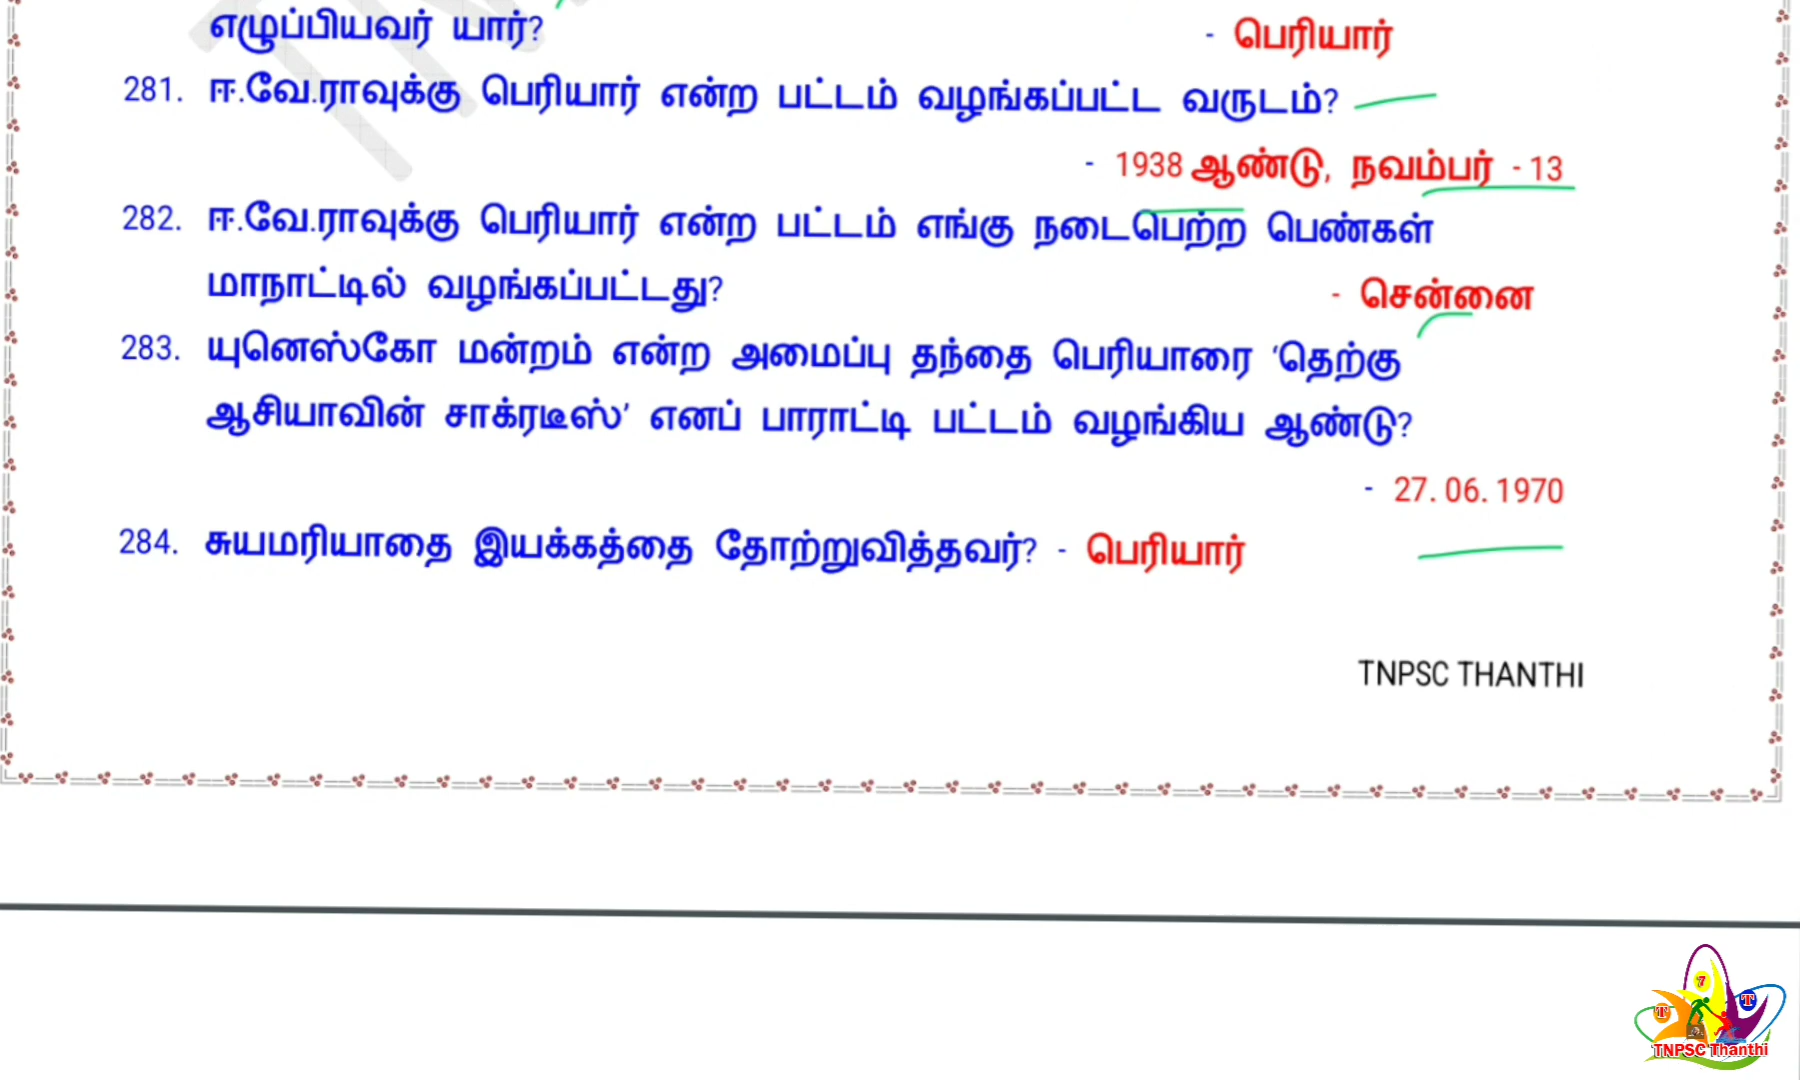 எழுப்பியவர் யார்? - பெரியார்
281. ஈ.வே.ராவுக்கு பெரியார் என்ற பட்டம் வழங்கப்பட்ட வருடம்?
- 1938 ஆண்டு, நவம்பர் - 13
282. ஈ.வே.ராவுக்கு பெரியார் என்ற பட்டம் எங்கு நடைபெற்ற பெண்கள்
மாநாட்டில் வழங்கப்பட்டது? - சென்னை
283. யுனெஸ்கோ மன்றம் என்ற அமைப்பு தந்தை பெரியாரை ‘தெற்கு
ஆசியாவின் சாக்ரடீஸ்’ எனப் பாராட்டி பட்டம் வழங்கிய ஆண்டு?
- 27. 06. 1970
284. சுயமரியாதை இயக்கத்தை தோற்றுவித்தவர்? - பெரியார்
TNPSC THANTHI
7
T T
TNPSC Thanthi